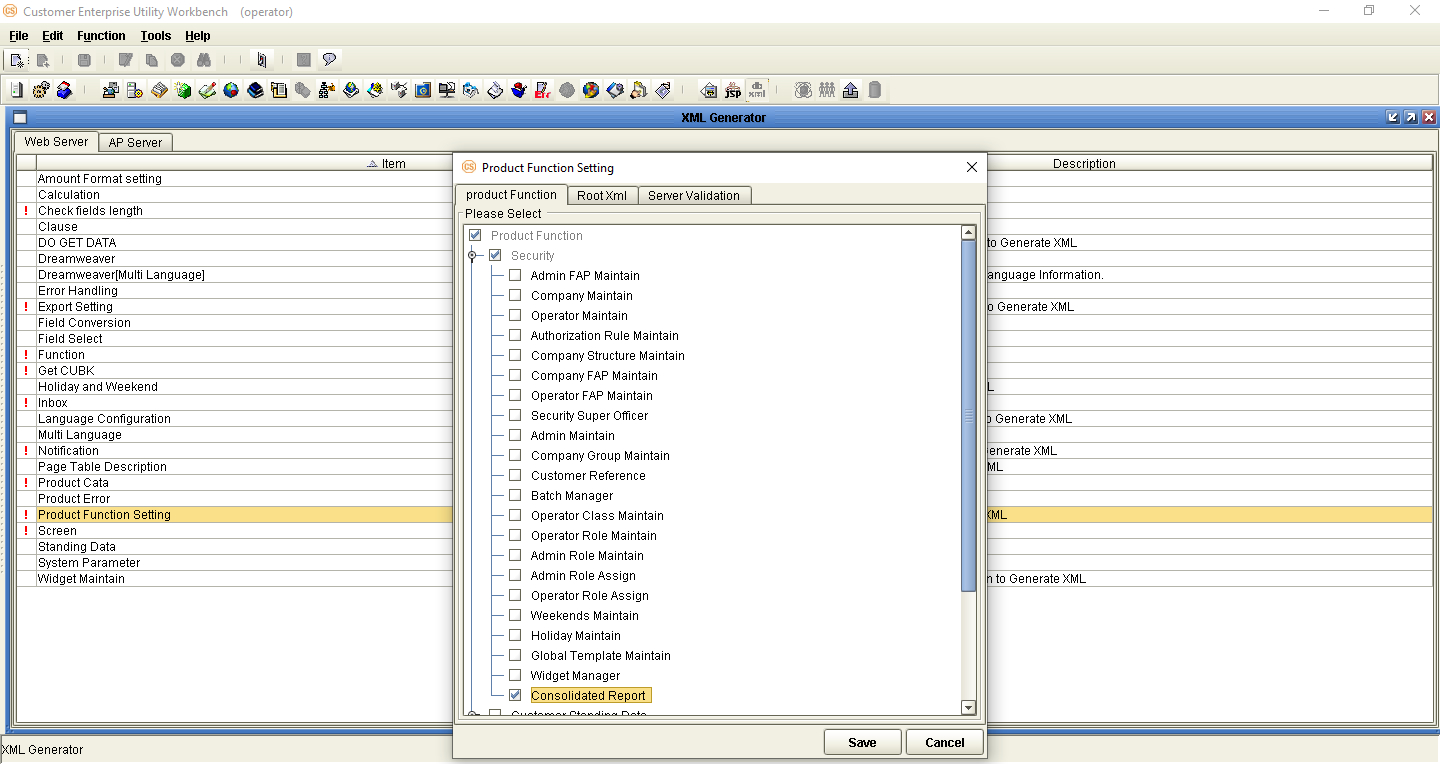 CS Customer Enterprise Utility Workbench (operator)
File Edit Function Tools Help
jsp xml
XML Generator
Web Server AP Server
Item Description
Amount Format setting
Calculation
! Check fields length
Clause
DO GET DATA to Generate XML
Dreamweaver
Dreamweaver[Multi Language] anguage Information.
Error Handling
! Export Setting o Generate XML
Field Conversion
Field Select
! Function
! Get CUBK
Holiday and Weekend L
! Inbox
Language Configuration o Generate XML
Multi Language
! Notification enerate XML
Page Table Description ML
! Product Cata
Product Error
! Product Function Setting XML
! Screen
Standing Data
System Parameter
Widget Maintain n to Generate XML
CS Product Function Setting
product Function Root Xml Server Validation
Please Select
Product Function
Security
Admin FAP Maintain
Company Maintain
Operator Maintain
Authorization Rule Maintain
Company Structure Maintain
Company FAP Maintain
Operator FAP Maintain
Security Super Officer
Admin Maintain
Company Group Maintain
Customer Reference
Batch Manager
Operator Class Maintain
Operator Role Maintain
Admin Role Maintain
Admin Role Assign
Operator Role Assign
Weekends Maintain
Holiday Maintain
Global Template Maintain
Widget Manager
Consolidated Report
Customer Standing Data
Save Cancel
XML Generator